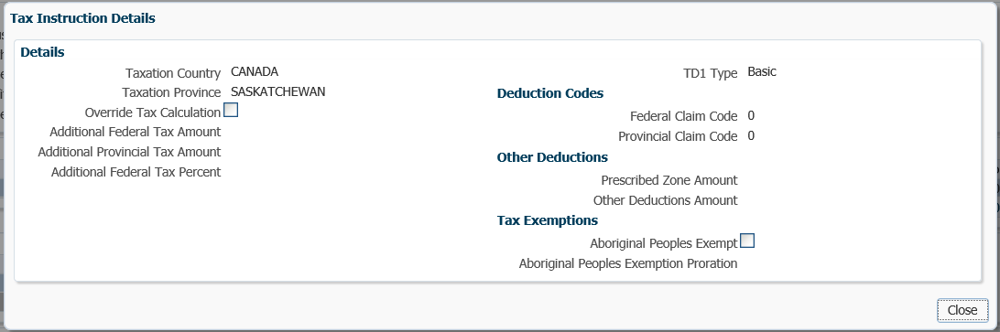 Tax Instruction Details
Details
Taxation Country CANADA
Taxation Province SASKATCHEWAN
Override Tax Calculation
Additional Federal Tax Amount
Additional Provincial Tax Amount
Additional Federal Tax Percent
TD1 Type Basic
Deduction Codes
Federal Claim Code 0
Provincial Claim Code 0
Other Deductions
Prescribed Zone Amount
Other Deductions Amount
Tax Exemptions
Aboriginal Peoples Exempt
Aboriginal Peoples Exemption Proration
Close